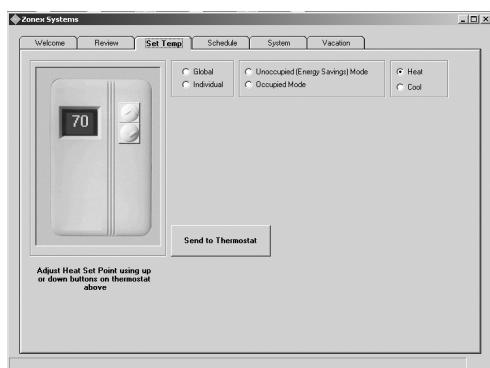 Zonex Systems
Welcome Review Set Temp Schedule System Vacation
Global
Individual
Unoccupied (Energy Savings) Mode
Occupied Mode
Heat
Cool
70
Send to Thermostat
Adjust Heat Set Point using up
or down buttons on thermostat
above